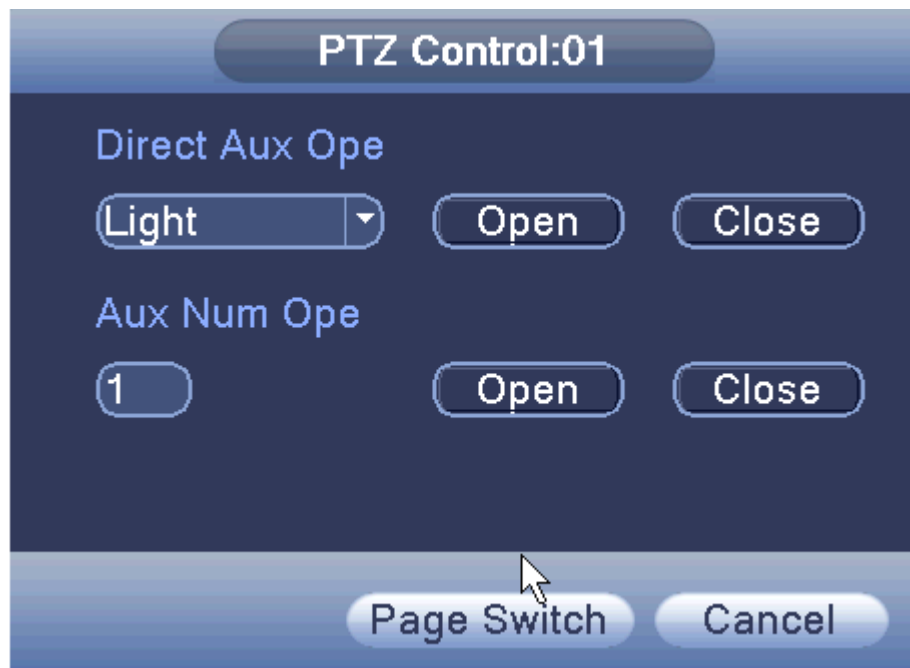 PTZ Control:01
Direct Aux Ope
Light Open Close
Aux Num Ope
1 Open Close
Page Switch Cancel